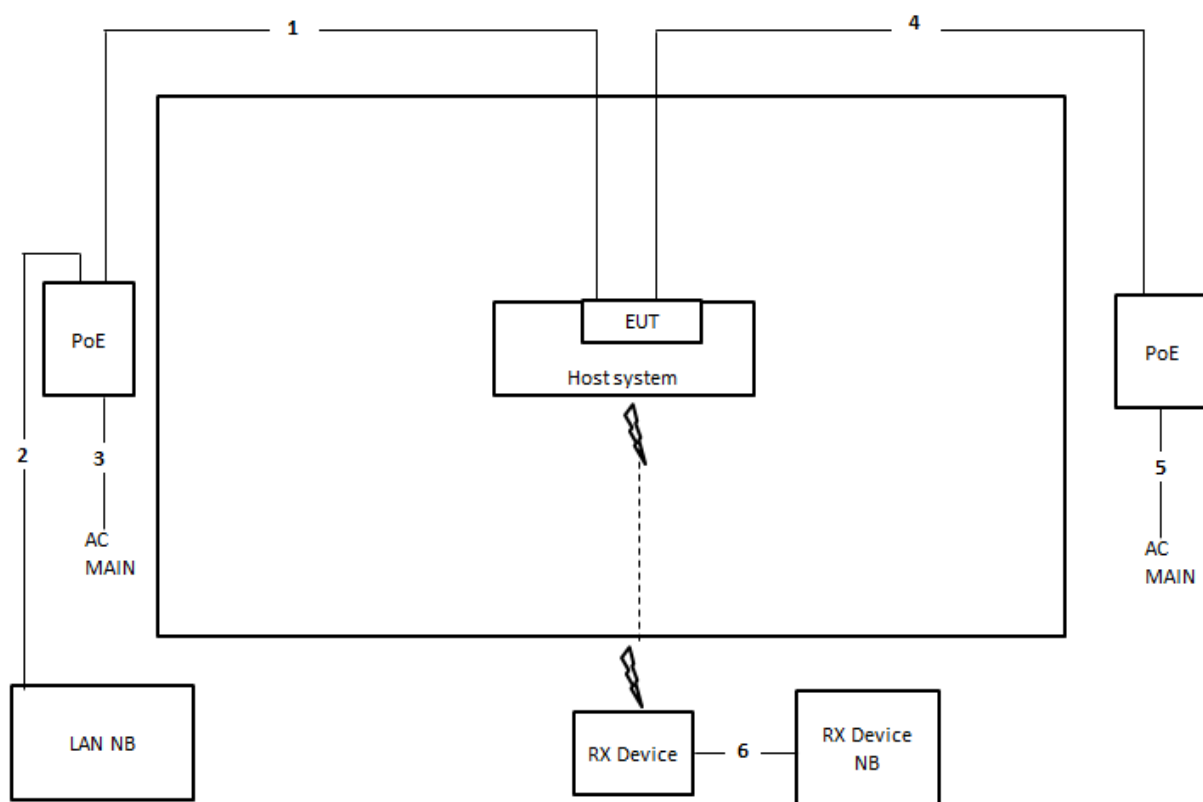 1
4
EUT
PoE
PoE
Host system
2
3
5
AC
MAIN
AC
MAIN
LAN NB
RX Device
6
RX Device
NB